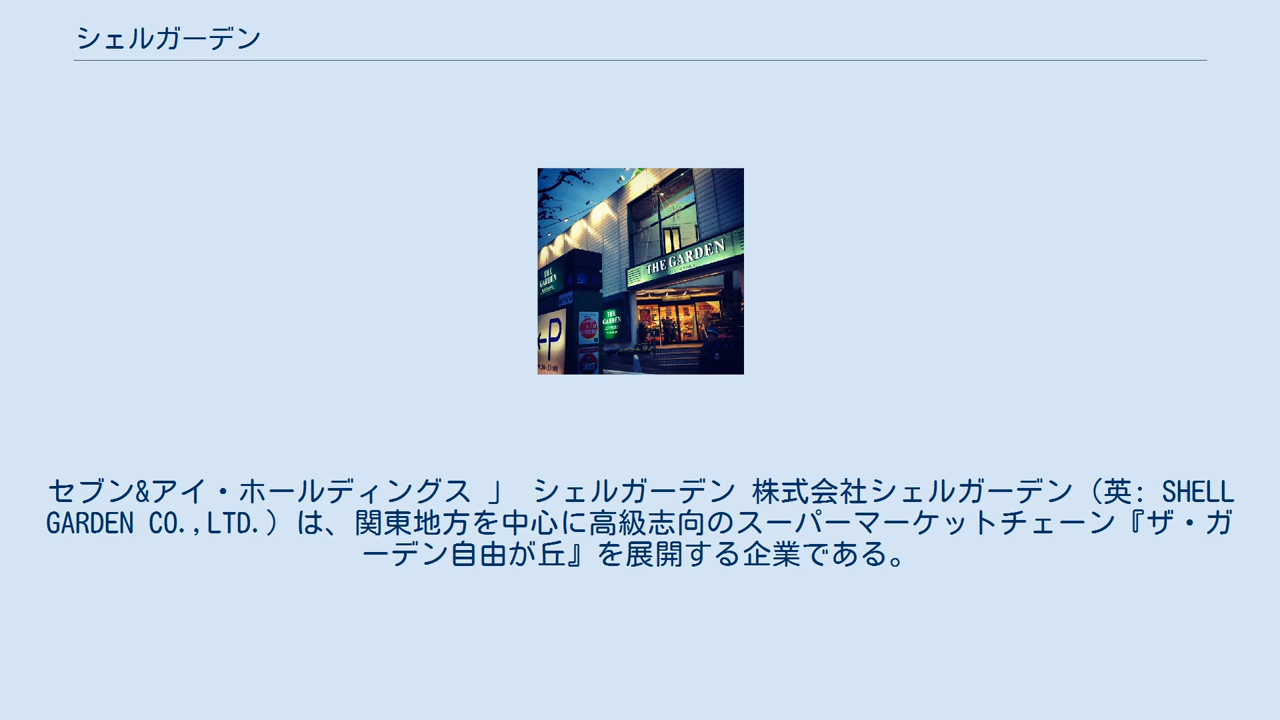 シェルガーデン
THE GARDEN
THE
GARDEN
THE
GARDEN
P
セブン&アイ・ホールディングス 」 シェルガーデン 株式会社シェルガーデン（英: SHELL
GARDEN CO.,LTD.）は、関東地方を中心に高級志向のスーパーマーケットチェーン『ザ・ガ
ーデン自由が丘』を展開する企業である。